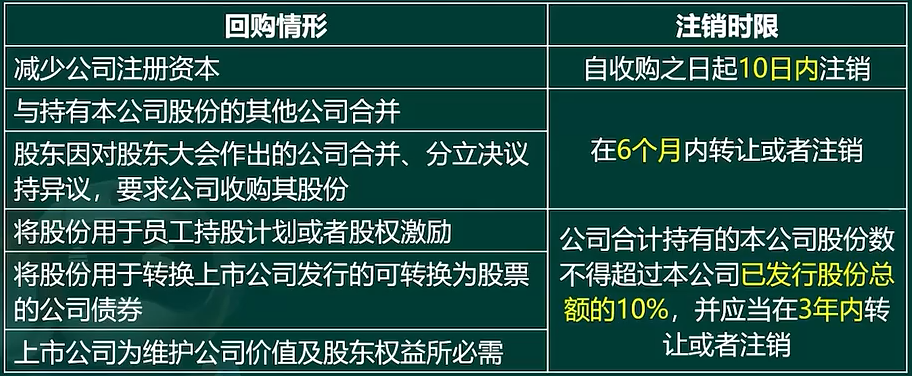 回购情形
注销时限
减少公司注册资本
自收购之日起10日内注销
与持有本公司股份的其他公司合并
股东因对股东大会作出的公司合并、分立决议
持异议，要求公司收购其股份
在6个月内转让或者注销
将股份用于员工持股计划或者股权激励
将股份用于转换上市公司发行的可转换为股票
的公司债券
上市公司为维护公司价值及股东权益所必需
公司合计持有的本公司股份数
不得超过本公司已发行股份总
额的10%，并应当在3年内转
让或者注销